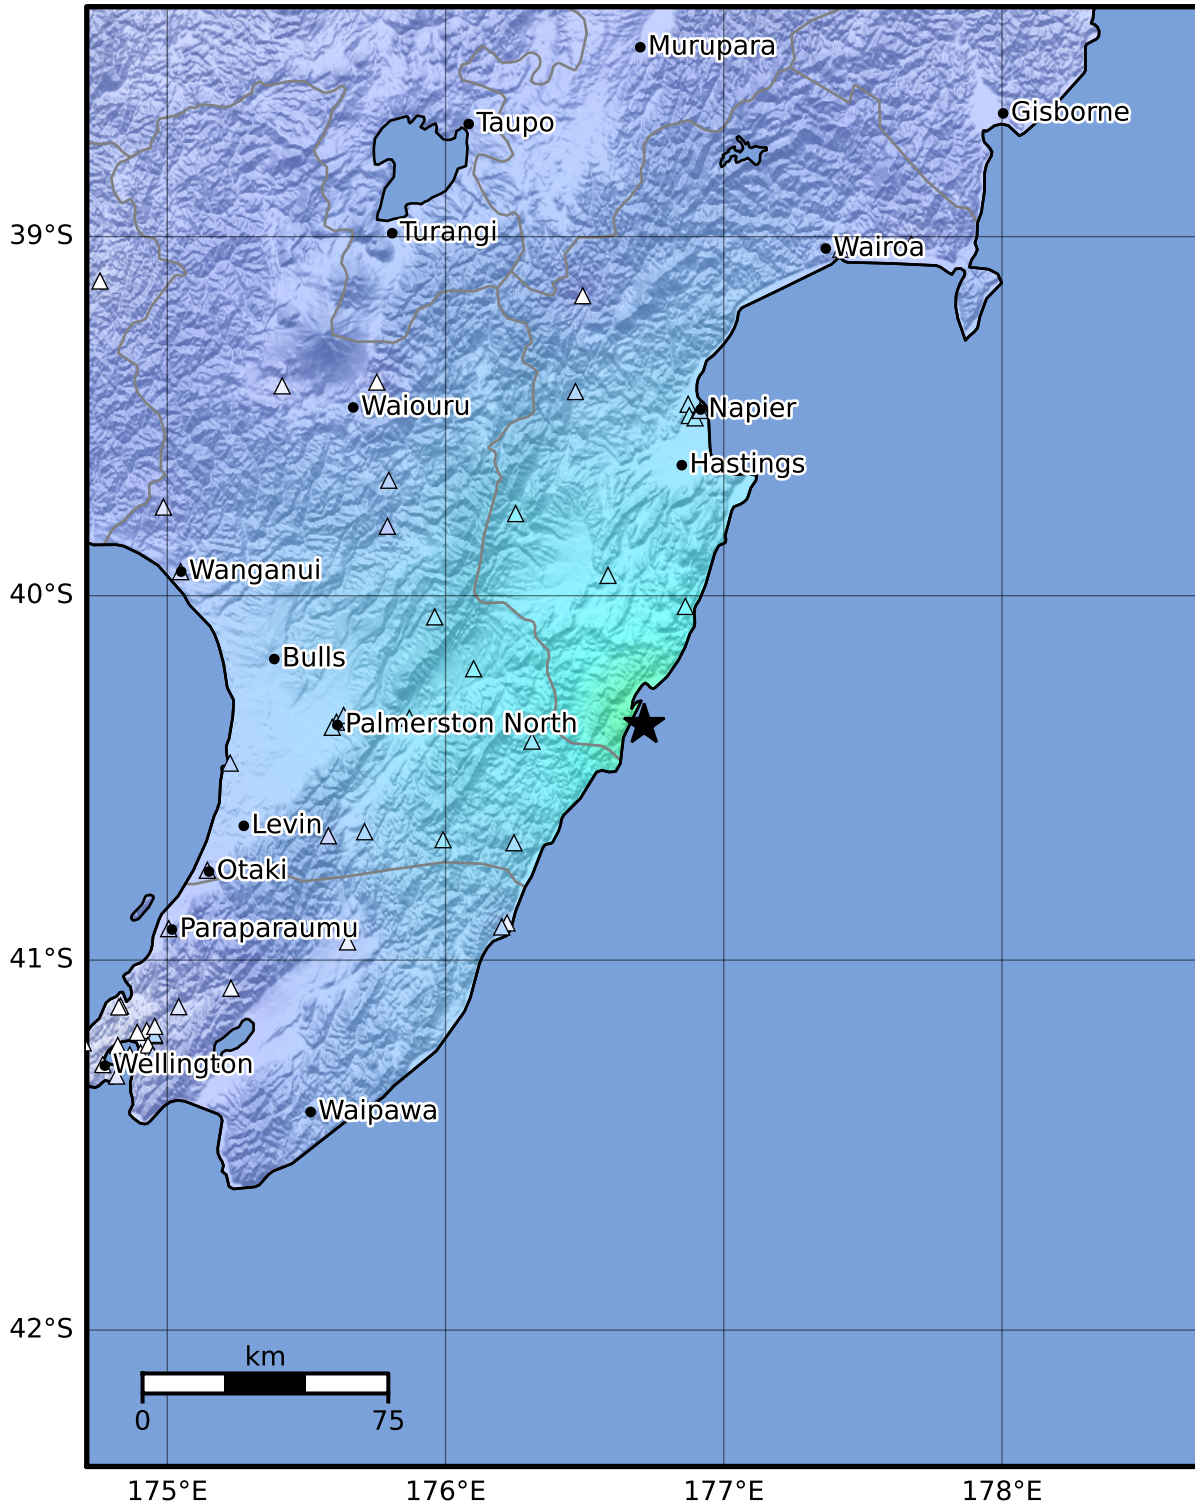 Murupara
Gisborne
Taupo
Turangi
39°S
Wairoa
Waiouru
Napier
Hastings
Wanganui
40°S
Bulls
Palmerston North
Levin
Otaki
Paraparaumu
41°S
Wellington
Waipawa
42°S
km
0
75
175°E
176°E
177°E
178°E